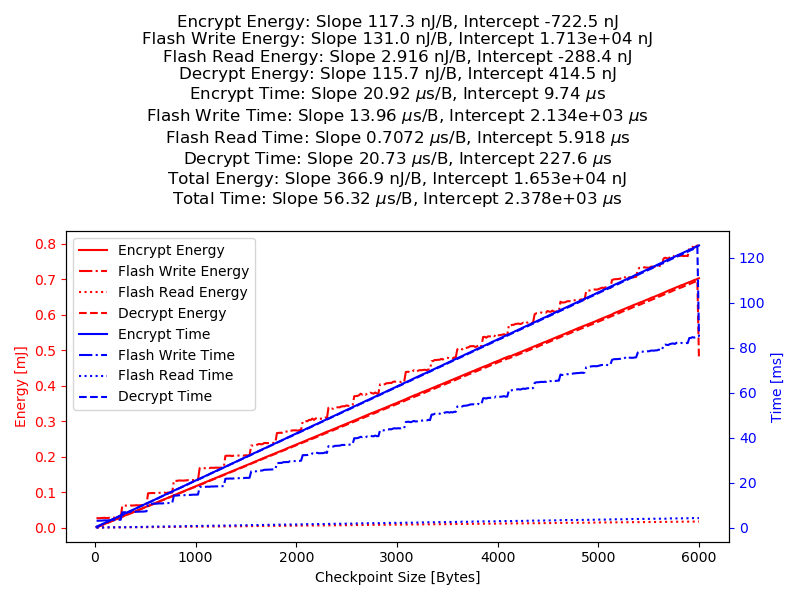 Encrypt Energy: Slope 117.3 nJ/B, Intercept -722.5 nJ
Flash Write Energy: Slope 131.0 nJ/B, Intercept 1.713e+04 nJ
Flash Read Energy: Slope 2.916 nJ/B, Intercept -288.4 nJ
Decrypt Energy: Slope 115.7 nJ/B, Intercept 414.5 nJ
Encrypt Time: Slope 20.92 μs/B, Intercept 9.74 μs
Flash Write Time: Slope 13.96 μs/B, Intercept 2.134e+03 μs
Flash Read Time: Slope 0.7072 μs/B, Intercept 5.918 μs
Decrypt Time: Slope 20.73 μs/B, Intercept 227.6 μs
Total Energy: Slope 366.9 nJ/B, Intercept 1.653e+04 nJ
Total Time: Slope 56.32 μs/B, Intercept 2.378e+03 μs
Energy [mJ]
0.8
0.7
0.6
0.5
0.4
0.3
0.2
0.1
0.0
Encrypt Energy
Flash Write Energy
Flash Read Energy
Decrypt Energy
Encrypt Time
Flash Write Time
Flash Read Time
Decrypt Time
120
100
80
60
40
20
0
Time [ms]
0 1000 2000 3000 4000 5000 6000
Checkpoint Size [Bytes]